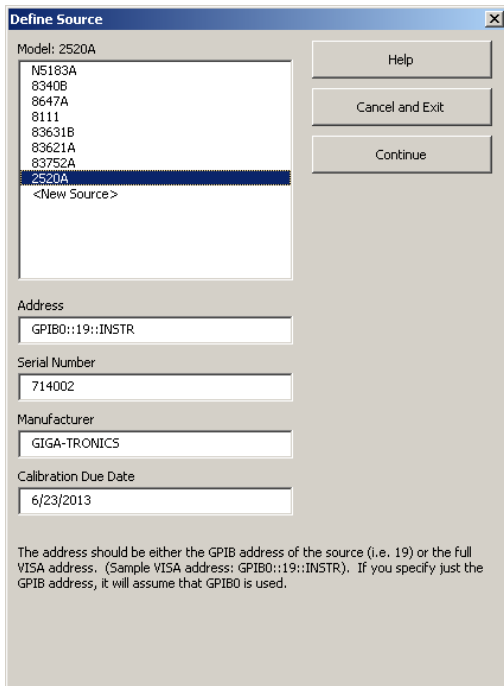 Define Source
Model: 2520A
N5183A
8340B
8647A
8111
83631B
83621A
83752A
2520A
<New Source>
Help
Cancel and Exit
Continue
Address
GPIB0::19::INSTR
Serial Number
714002
Manufacturer
GIGA-TRONICS
Calibration Due Date
6/23/2013
The address should be either the GPIB address of the source (i.e. 19) or the full
VISA address.  (Sample VISA address: GPIB0::19::INSTR).  If you specify just the
GPIB address, it will assume that GPIB0 is used.